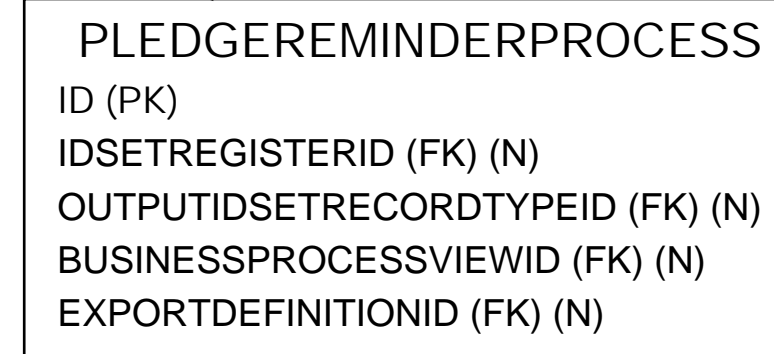 PLEDGEREMINDERPROCESS
ID (PK)
IDSETREGISTERID (FK) (N)
OUTPUTIDSETRECORDTYPEID (FK) (N)
BUSINESSPROCESSVIEWID (FK) (N)
EXPORTDEFINITIONID (FK) (N)